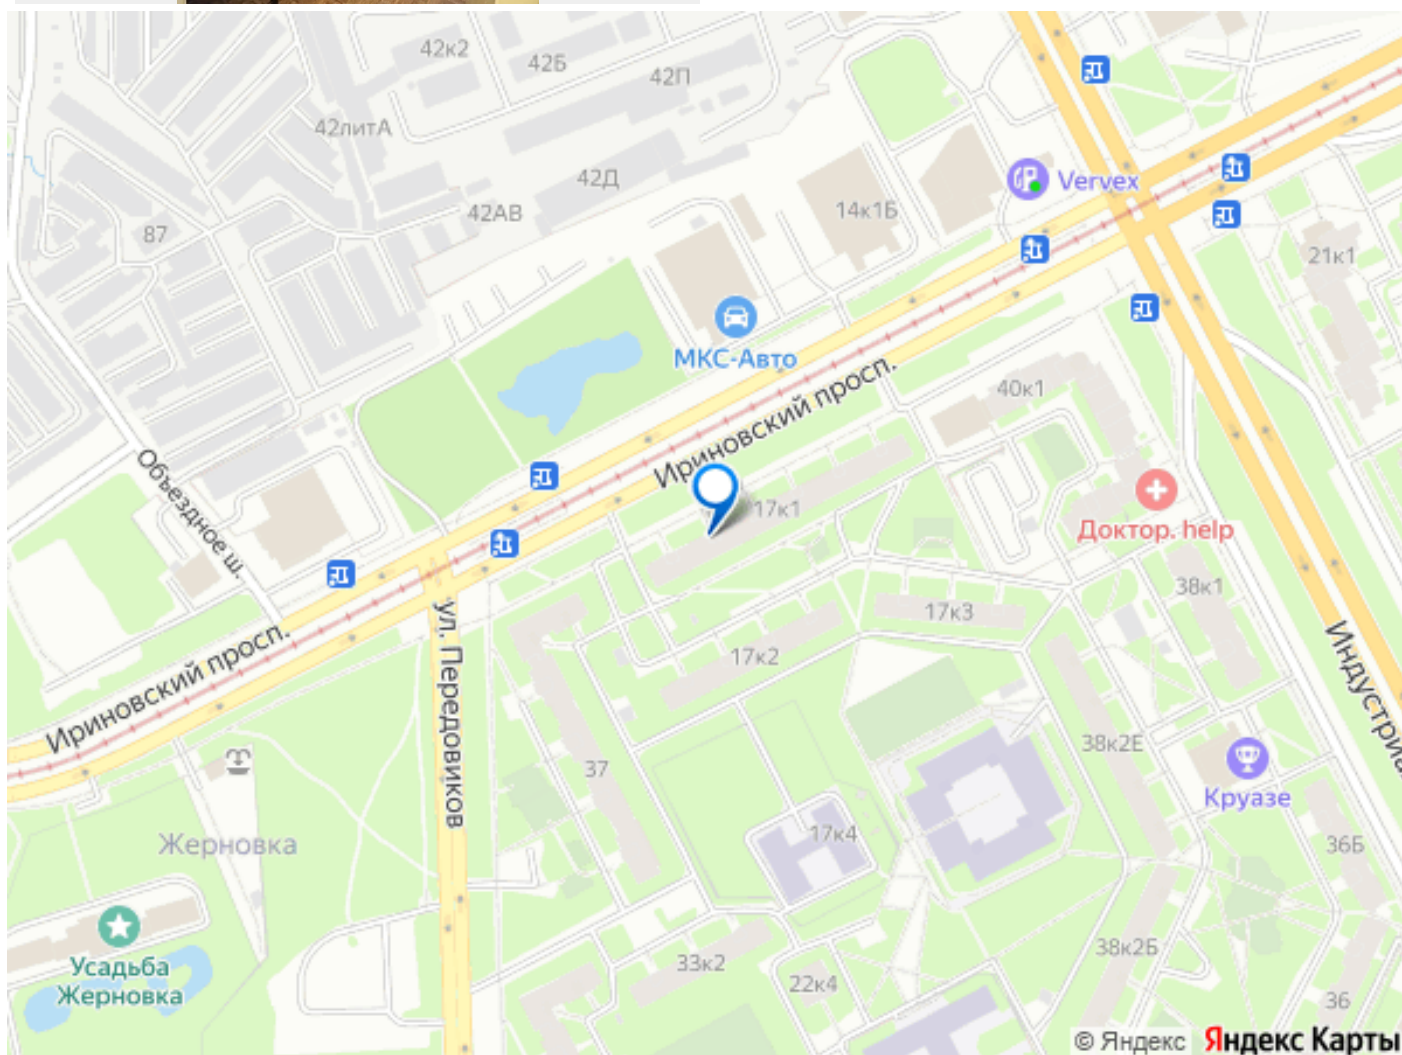 42к2
42Б
42П
42литА
42Д
Vervex
42АВ
14к1Б
87
21к1
МКС-Авто
Ириновский просп.
40к1
Объездное ш.
17к1
Доктор. help
38к1
17к3
ул. Передовиков
Ириновский просп.
17к2
Индустриа
38к2Е
37
Круазе
17к4
Жерновка
36Б
Усадьба
Жерновка
38к2Б
33к2
22к4
36
© Яндекс Яндекс Карты